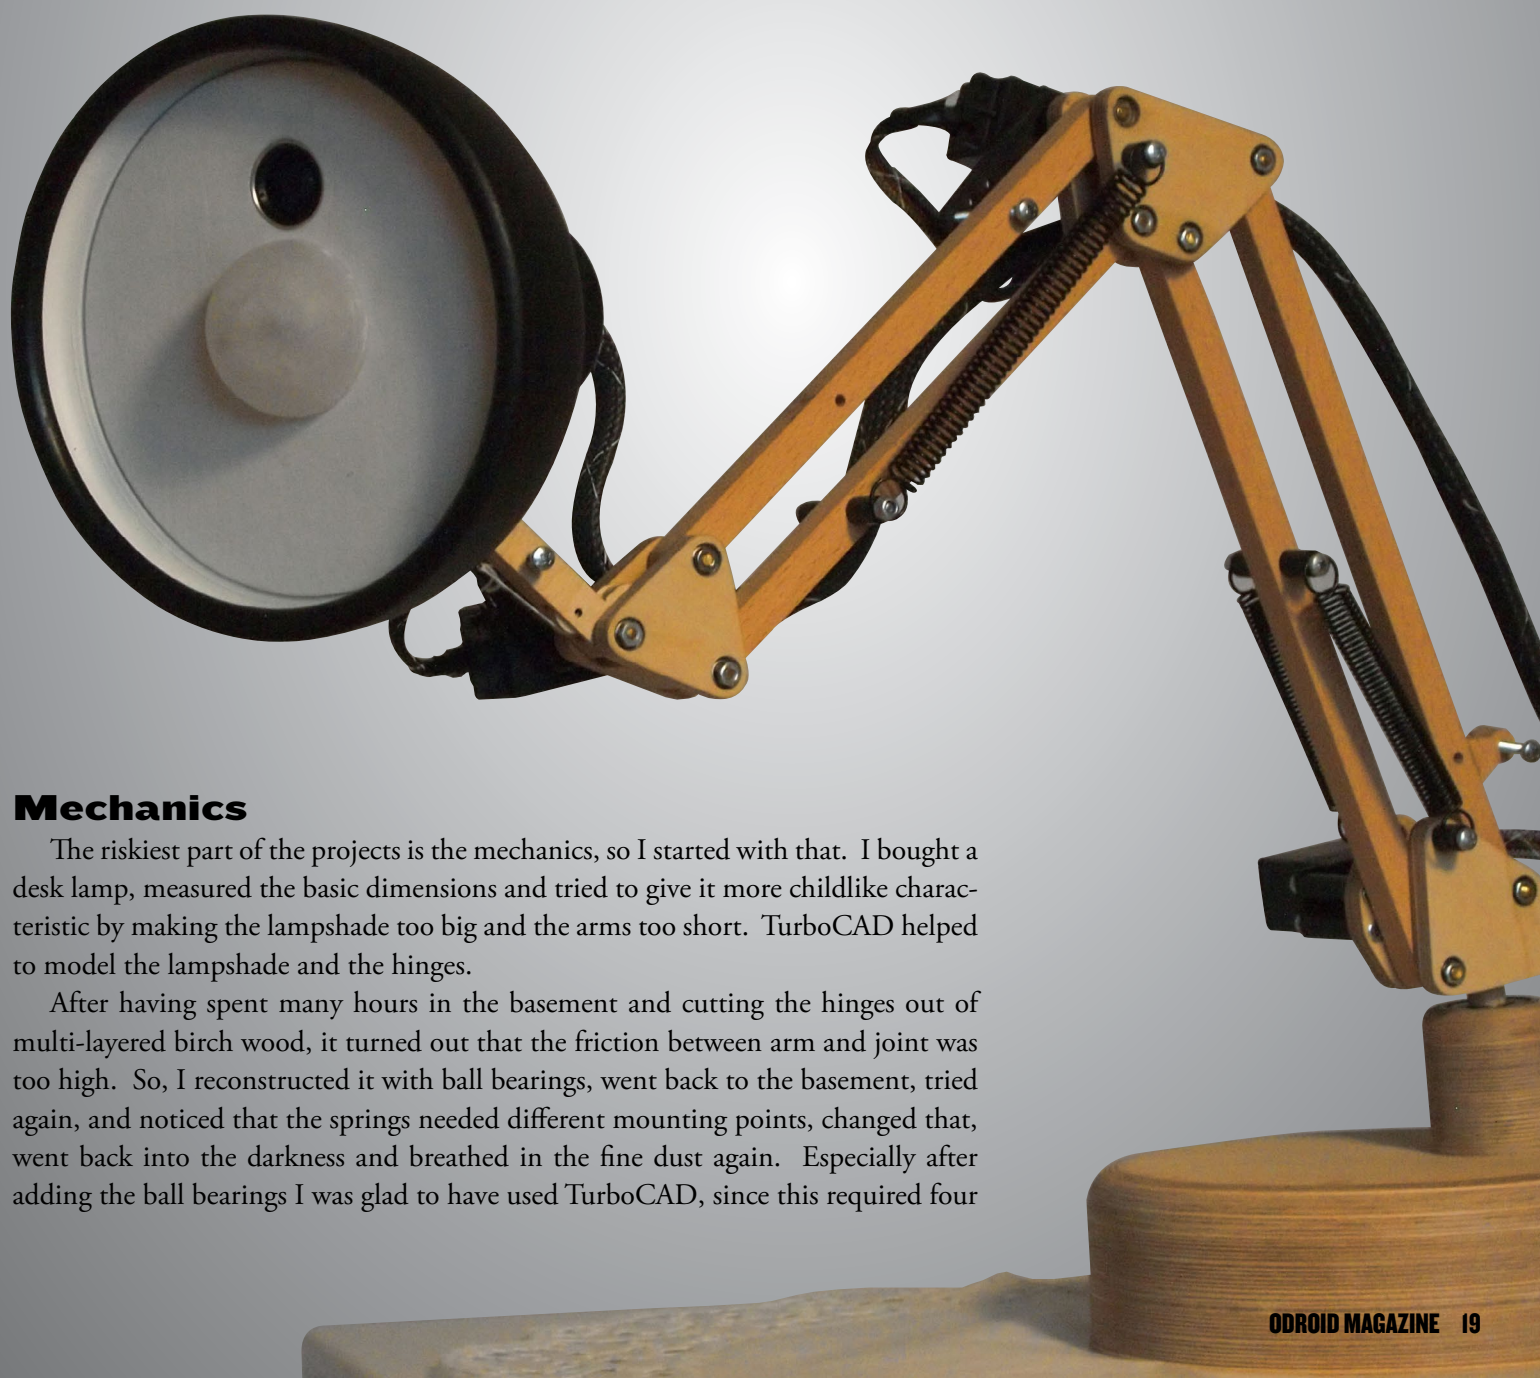 Mechanics
The riskiest part of the projects is the mechanics, so I started with that. I bought a
desk lamp, measured the basic dimensions and tried to give it more childlike charac-
teristic by making the lampshade too big and the arms too short. TurboCAD helped
to model the lampshade and the hinges.
After having spent many hours in the basement and cutting the hinges out of
multi-layered birch wood, it turned out that the friction between arm and joint was
too high. So, I reconstructed it with ball bearings, went back to the basement, tried
again, and noticed that the springs needed different mounting points, changed that,
went back into the darkness and breathed in the fine dust again. Especially after
adding the ball bearings I was glad to have used TurboCAD, since this required four
ODROID MAGAZINE 19